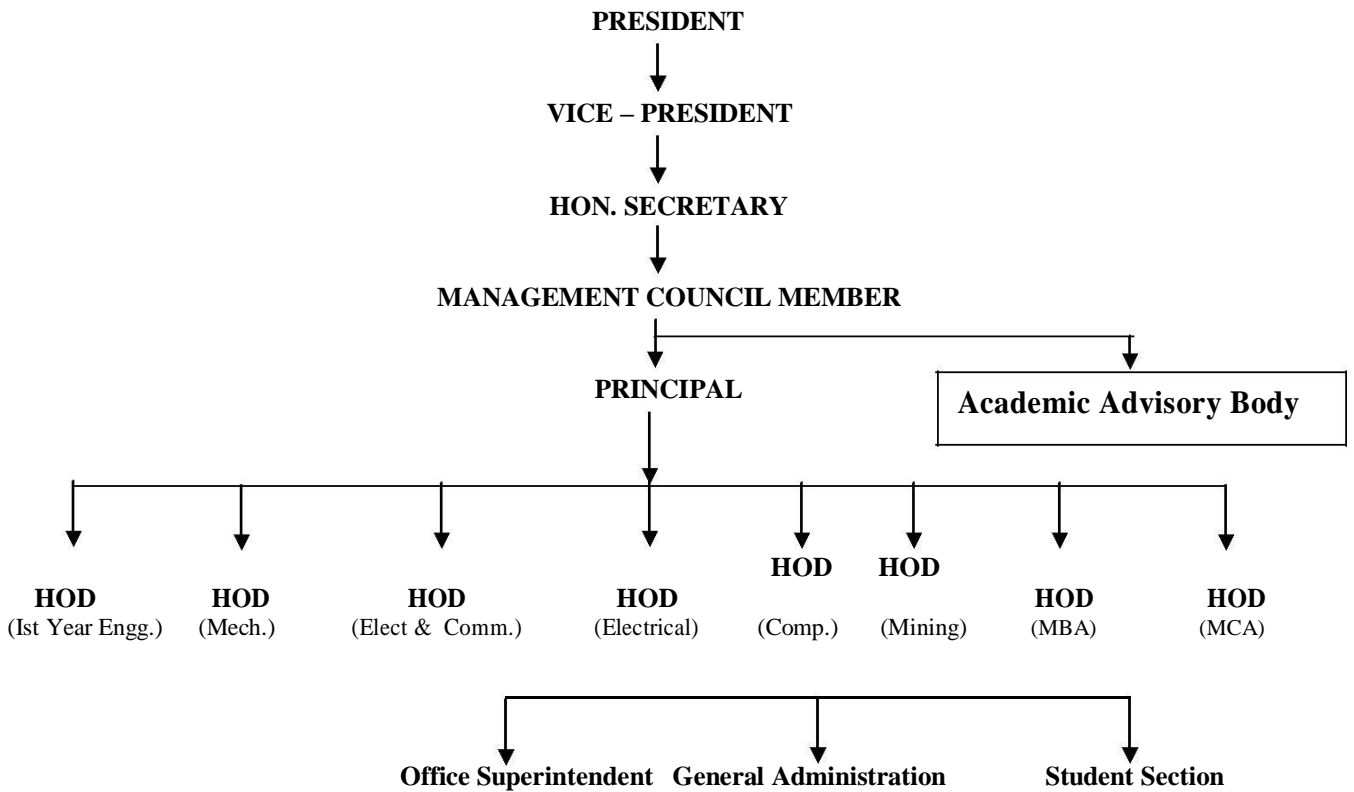 PRESIDENT
VICE – PRESIDENT
HON. SECRETARY
MANAGEMENT COUNCIL MEMBER
PRINCIPAL
Academic Advisory Body
HOD
(Ist Year Engg.)
HOD
(Mech.)
HOD
(Elect & Comm.)
HOD
(Electrical)
HOD
(Comp.)
HOD
(Mining)
HOD
(MBA)
HOD
(MCA)
Office Superintendent
General Administration
Student Section